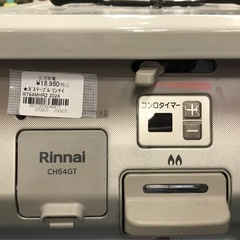 ¥18,980
★ガステーブル リンナイ
RT64MHR2 2024
コンロタイマー
Rinnai
CH64GT